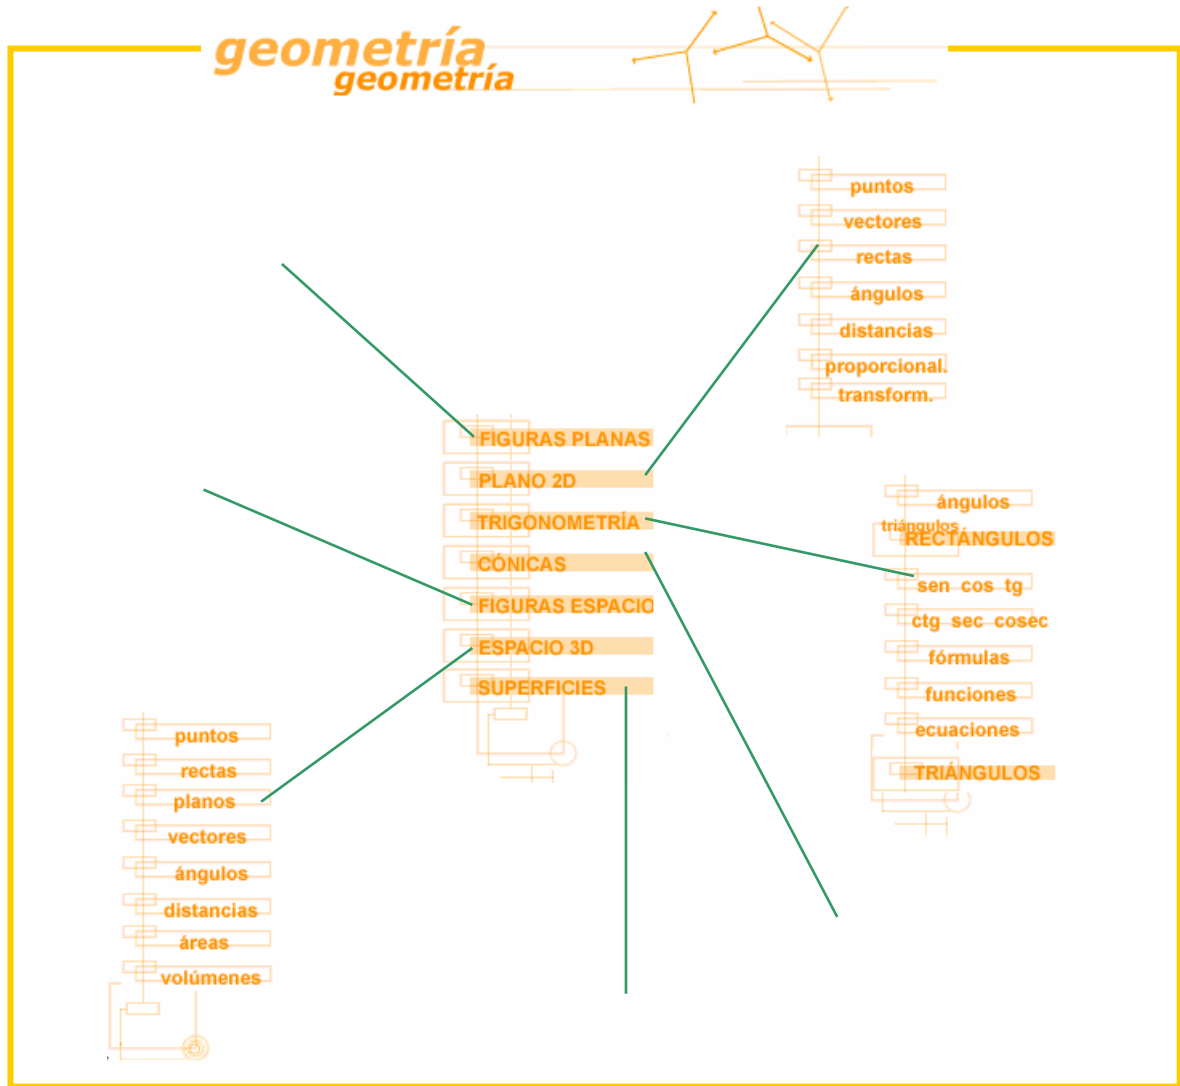 geometría
geometría
puntos
vectores
rectas
ángulos
distancias
proporcional.
transform.
FIGURAS PLANAS
PLANO 2D
TRIGONOMETRÍA
CÓNICAS
FIGURAS ESPACIO
ESPACIO 3D
SUPERFICIES
ángulos
triángulos
RECTÁNGULOS
sen cos tg
ctg sec cosec
fórmulas
funciones
ecuaciones
TRIÁNGULOS
puntos
rectas
planos
vectores
ángulos
distancias
áreas
volúmenes